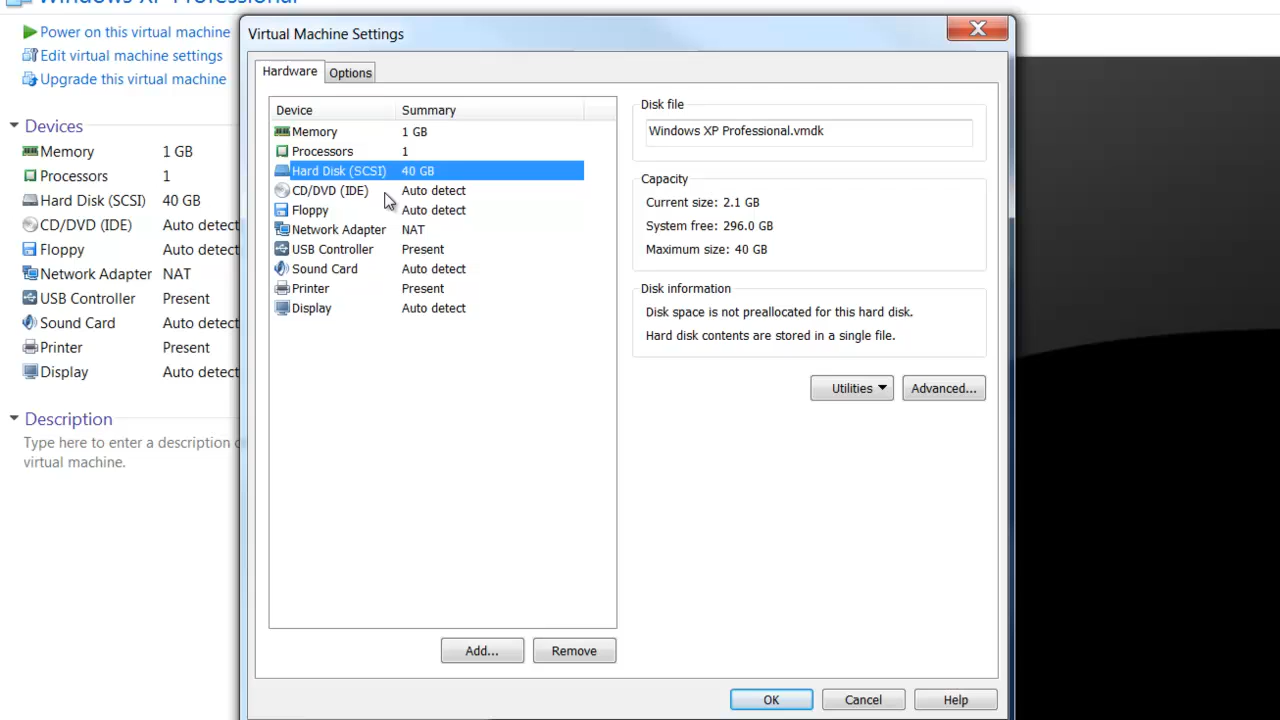 Windows XP Professional
Power on this virtual machine
Edit virtual machine settings
Upgrade this virtual machine
Devices
Memory 1 GB
Processors 1
Hard Disk (SCSI) 40 GB
CD/DVD (IDE) Auto detect
Floppy Auto detect
Network Adapter NAT
USB Controller Present
Sound Card Auto detect
Printer Present
Display Auto detect
Description
Type here to enter a description
virtual machine.
Virtual Machine Settings
Hardware Options
Device Summary
Memory 1 GB
Processors 1
Hard Disk (SCSI) 40 GB
CD/DVD (IDE) Auto detect
Floppy Auto detect
Network Adapter NAT
USB Controller Present
Sound Card Auto detect
Printer Present
Display Auto detect
Add... Remove
Disk file
Windows XP Professional.vmdk
Capacity
Current size: 2.1 GB
System free: 296.0 GB
Maximum size: 40 GB
Disk information
Disk space is not preallocated for this hard disk.
Hard disk contents are stored in a single file.
Utilities Advanced...
OK Cancel Help